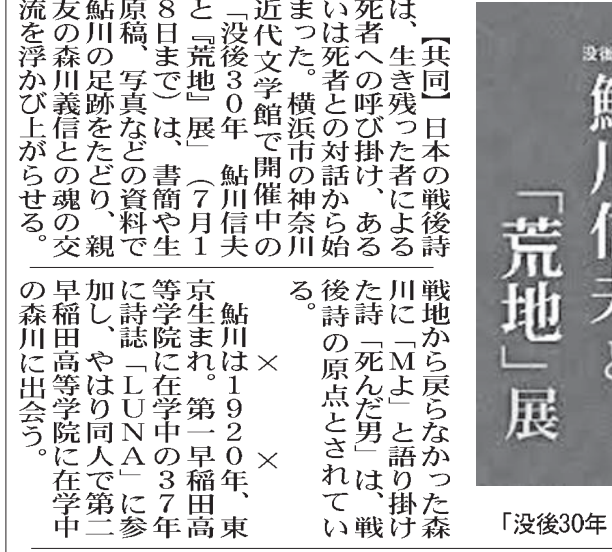 【共同】日本の戦後詩
は、生き残った者による
死者への呼び掛け、ある
いは死者との対話から始
まった。横浜市の神奈川
近代文学館で開催中の
「没後30年　鮎川信夫
と『荒地』展」（7月1
8日まで）は、書簡や生
原稿、写真などの資料で
鮎川の足跡をたどり、親
友の森川義信との魂の交
流を浮かび上がらせる。
戦地から戻らなかった森
川に「Mよ」と語り掛け
た詩「死んだ男」は、戦
後詩の原点とされてい
る。
×　　×
鮎川は1920年、東
京生まれ。第一早稲田高
等学院に在学中の37年
に詩誌「LUNA」に参
加し、やはり同人で第二
早稲田高等学院に在学中
の森川に出会う。
没後
鮎川信夫と
「荒地」展
「没後30年